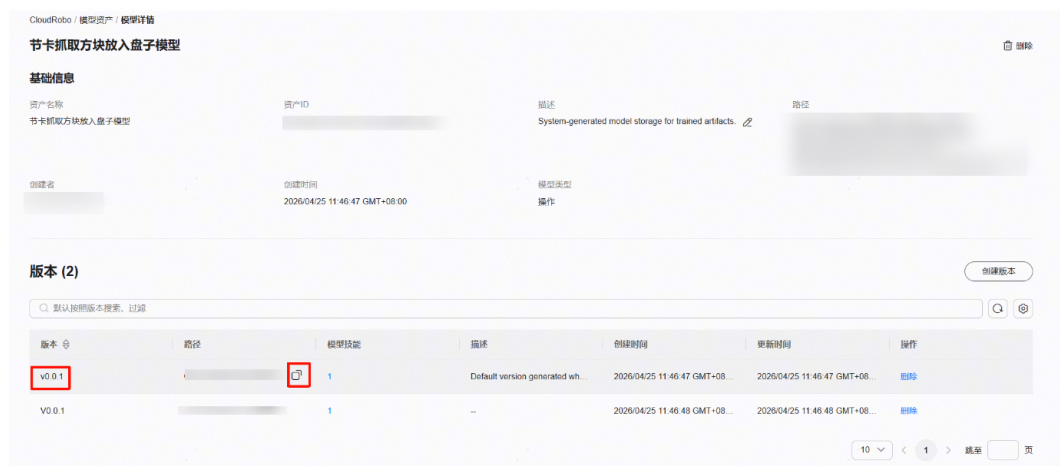 CloudRobo / 模型资产 / 模型详情
节卡抓取方块放入盘子模型
删除
基础信息
资产名称 资产ID 描述 路径
节卡抓取方块放入盘子模型 System-generated model storage for trained artifacts.
创建者 创建时间 模型类型
2026/04/25 11:46:47 GMT+08:00 操作
版本 (2)
创建版本
默认按照版本搜索、过滤
版本 路径 模型技能 描述 创建时间 更新时间 操作
v0.0.1 1 Default version generated wh... 2026/04/25 11:46:47 GMT+08... 2026/04/25 11:46:47 GMT+08... 删除
V0.0.1 1 -- 2026/04/25 11:46:48 GMT+08... 2026/04/25 11:46:48 GMT+08... 删除
10 < 1 > 跳至 页